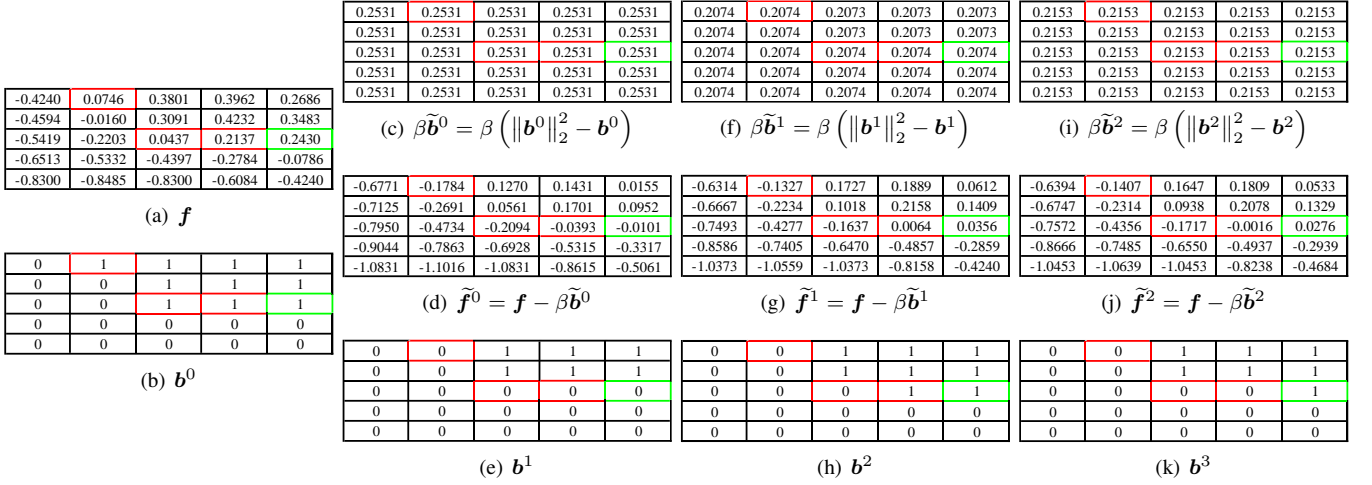 -0.4240 0.0746 0.3801 0.3962 0.2686
-0.4594 -0.0160 0.3091 0.4232 0.3483
-0.5419 -0.2203 0.0437 0.2137 0.2430
-0.6513 -0.5332 -0.4397 -0.2784 -0.0786
-0.8300 -0.8485 -0.8300 -0.6084 -0.4240
(a) f
0 1 1 1 1
0 0 1 1 1
0 0 1 1 1
0 0 0 0 0
0 0 0 0 0
(b) b⁰
0.2531 0.2531 0.2531 0.2531 0.2531
0.2531 0.2531 0.2531 0.2531 0.2531
0.2531 0.2531 0.2531 0.2531 0.2531
0.2531 0.2531 0.2531 0.2531 0.2531
0.2531 0.2531 0.2531 0.2531 0.2531
(c) βb̃⁰ = β (‖b⁰‖₂² − b⁰)
-0.6771 -0.1784 0.1270 0.1431 0.0155
-0.7125 -0.2691 0.0561 0.1701 0.0952
-0.7950 -0.4734 -0.2094 -0.0393 -0.0101
-0.9044 -0.7863 -0.6928 -0.5315 -0.3317
-1.0831 -1.1016 -1.0831 -0.8615 -0.5061
(d) f̃⁰ = f − βb̃⁰
0 0 1 1 1
0 0 1 1 1
0 0 0 0 0
0 0 0 0 0
0 0 0 0 0
(e) b¹
0.2074 0.2074 0.2073 0.2073 0.2073
0.2074 0.2074 0.2073 0.2073 0.2073
0.2074 0.2074 0.2074 0.2074 0.2074
0.2074 0.2074 0.2074 0.2074 0.2074
0.2074 0.2074 0.2074 0.2074 0.2074
(f) βb̃¹ = β (‖b¹‖₂² − b¹)
-0.6314 -0.1327 0.1727 0.1889 0.0612
-0.6667 -0.2234 0.1018 0.2158 0.1409
-0.7493 -0.4277 -0.1637 0.0064 0.0356
-0.8586 -0.7405 -0.6470 -0.4857 -0.2859
-1.0373 -1.0559 -1.0373 -0.8158 -0.4240
(g) f̃¹ = f − βb̃¹
0 0 1 1 1
0 0 1 1 1
0 0 0 1 1
0 0 0 0 0
0 0 0 0 0
(h) b²
0.2153 0.2153 0.2153 0.2153 0.2153
0.2153 0.2153 0.2153 0.2153 0.2153
0.2153 0.2153 0.2153 0.2153 0.2153
0.2153 0.2153 0.2153 0.2153 0.2153
0.2153 0.2153 0.2153 0.2153 0.2153
(i) βb̃² = β (‖b²‖₂² − b²)
-0.6394 -0.1407 0.1647 0.1809 0.0533
-0.6747 -0.2314 0.0938 0.2078 0.1329
-0.7572 -0.4356 -0.1717 -0.0016 0.0276
-0.8666 -0.7485 -0.6550 -0.4937 -0.2939
-1.0453 -1.0639 -1.0453 -0.8238 -0.4684
(j) f̃² = f − βb̃²
0 0 1 1 1
0 0 1 1 1
0 0 0 0 1
0 0 0 0 0
0 0 0 0 0
(k) b³